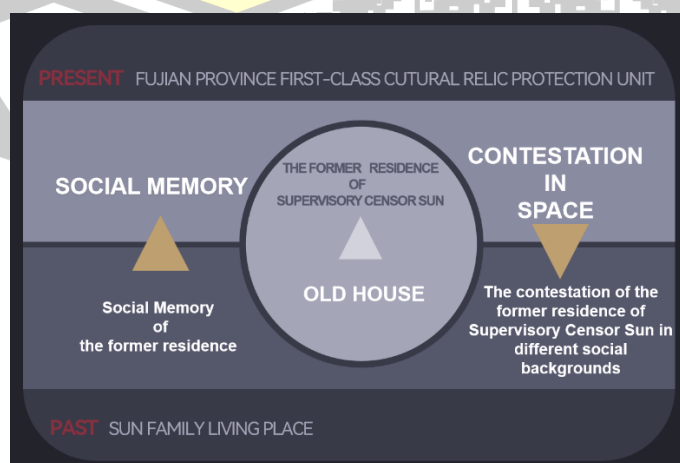 PRESENT FUJIAN PROVINCE FIRST-CLASS CUTURAL RELIC PROTECTION UNIT
SOCIAL MEMORY
THE FORMER RESIDENCE
OF
SUPERVISORY CENSOR SUN
CONTESTATION
IN
SPACE
OLD HOUSE
Social Memory
of
the former residence
The contestation of the
former residence of
Supervisory Censor Sun in
different social
backgrounds
PAST SUN FAMILY LIVING PLACE